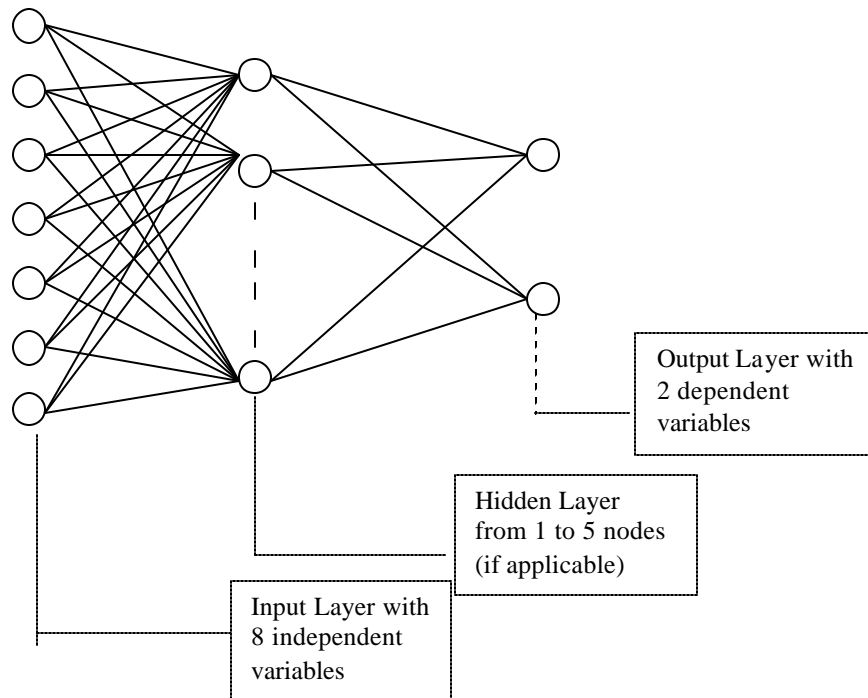 Output Layer with
2 dependent
variables
Hidden Layer
from 1 to 5 nodes
(if applicable)
Input Layer with
8 independent
variables